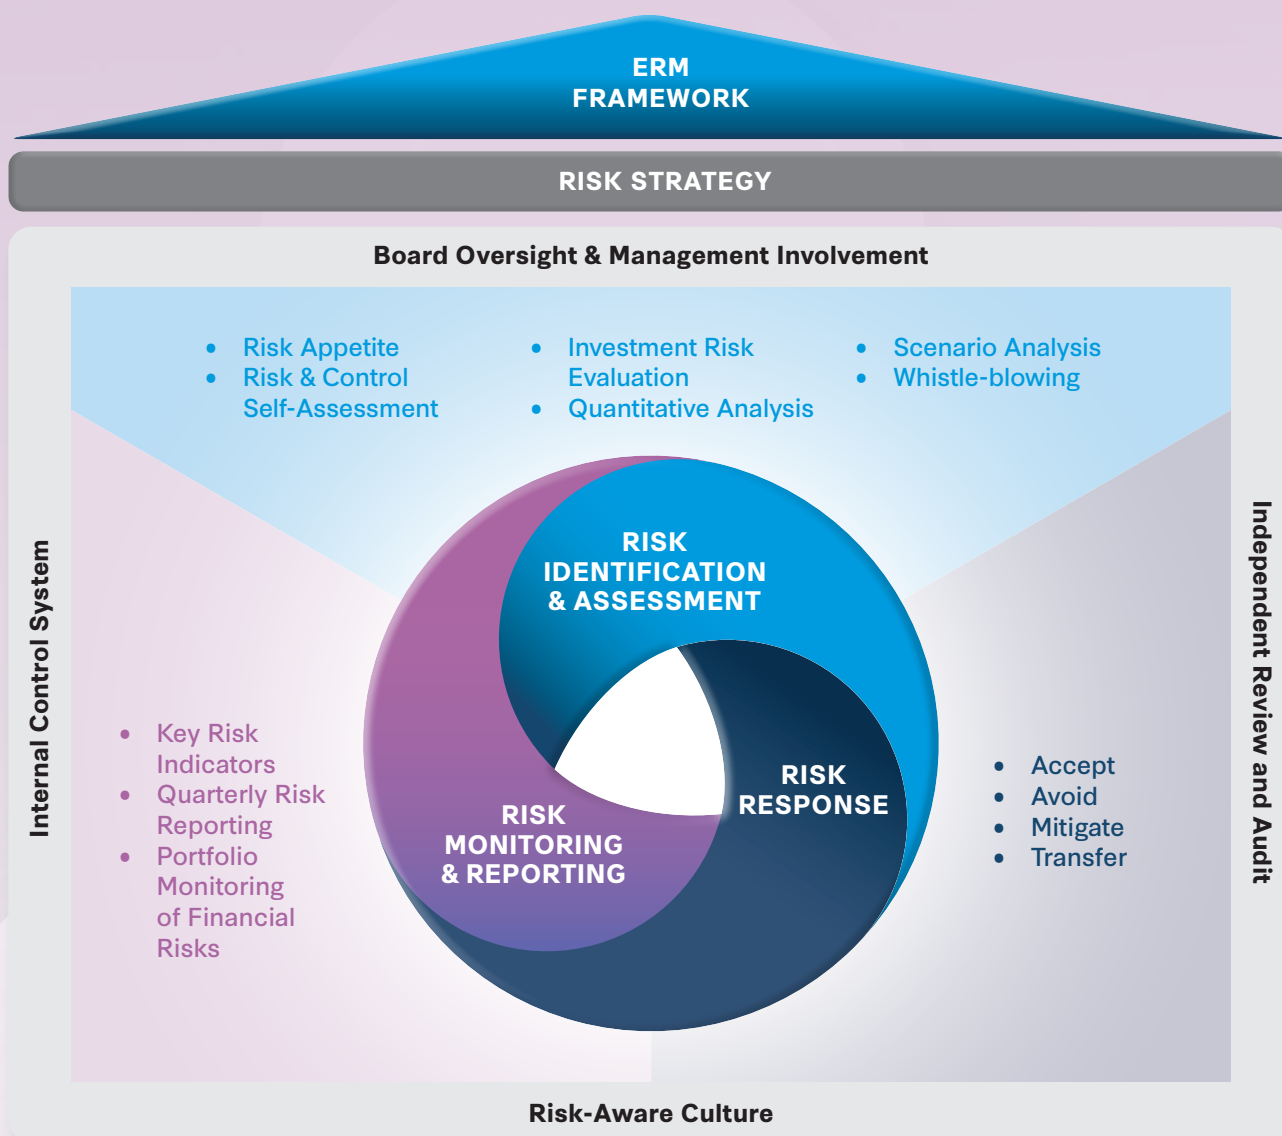 ERM
FRAMEWORK
RISK STRATEGY
Board Oversight & Management Involvement
• Risk Appetite
• Risk & Control
Self-Assessment
• Investment Risk
Evaluation
• Quantitative Analysis
• Scenario Analysis
• Whistle-blowing
Internal Control System
RISK
IDENTIFICATION
& ASSESSMENT
RISK
RESPONSE
RISK
MONITORING
& REPORTING
• Key Risk
Indicators
• Quarterly Risk
Reporting
• Portfolio
Monitoring
of Financial
Risks
• Accept
• Avoid
• Mitigate
• Transfer
Independent Review and Audit
Risk-Aware Culture